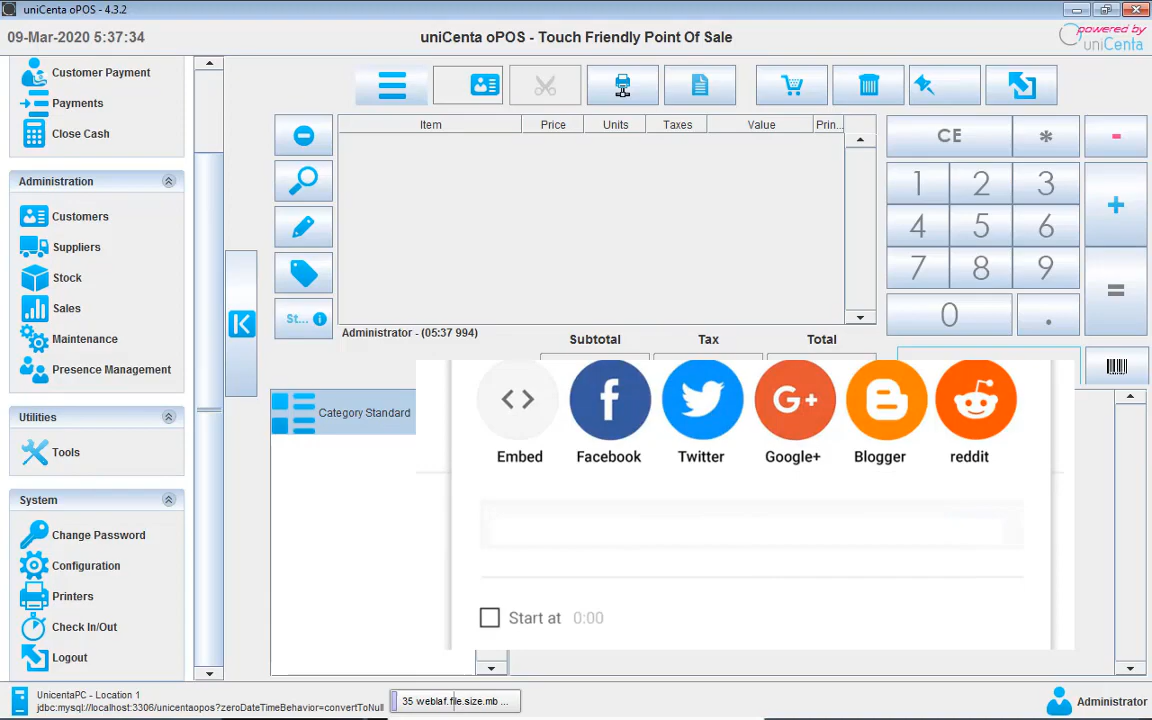 uniCenta oPOS - 4.3.2
09-Mar-2020 5:37:34
uniCenta oPOS - Touch Friendly Point Of Sale
powered by
uniCenta
Customer Payment
Payments
Close Cash
Administration
Customers
Suppliers
Stock
Sales
Maintenance
Presence Management
Utilities
Tools
System
Change Password
Configuration
Printers
Check In/Out
Logout
Item Price Units Taxes Value Prin...
St...
Administrator - (05:37 994)
Subtotal Tax Total
CE * -
1 2 3
4 5 6 +
7 8 9
0 . =
Category Standard
Embed Facebook Twitter Google+ Blogger reddit
Start at 0:00
UnicentaPC - Location 1
jdbc:mysql://localhost:3306/unicentaopos?zeroDateTimeBehavior=convertToNull
35 weblaf.file.size.mb ...
Administrator